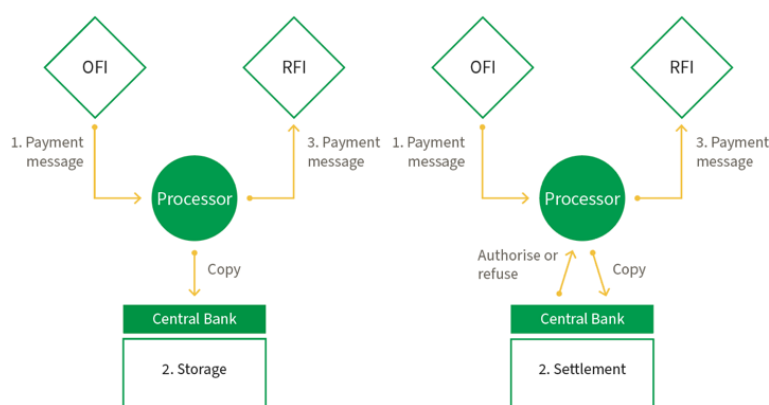 OFI
RFI
1. Payment
message
3. Payment
message
Processor
Copy
Central Bank
2. Storage
OFI
RFI
1. Payment
message
3. Payment
message
Processor
Authorise or
refuse
Copy
Central Bank
2. Settlement